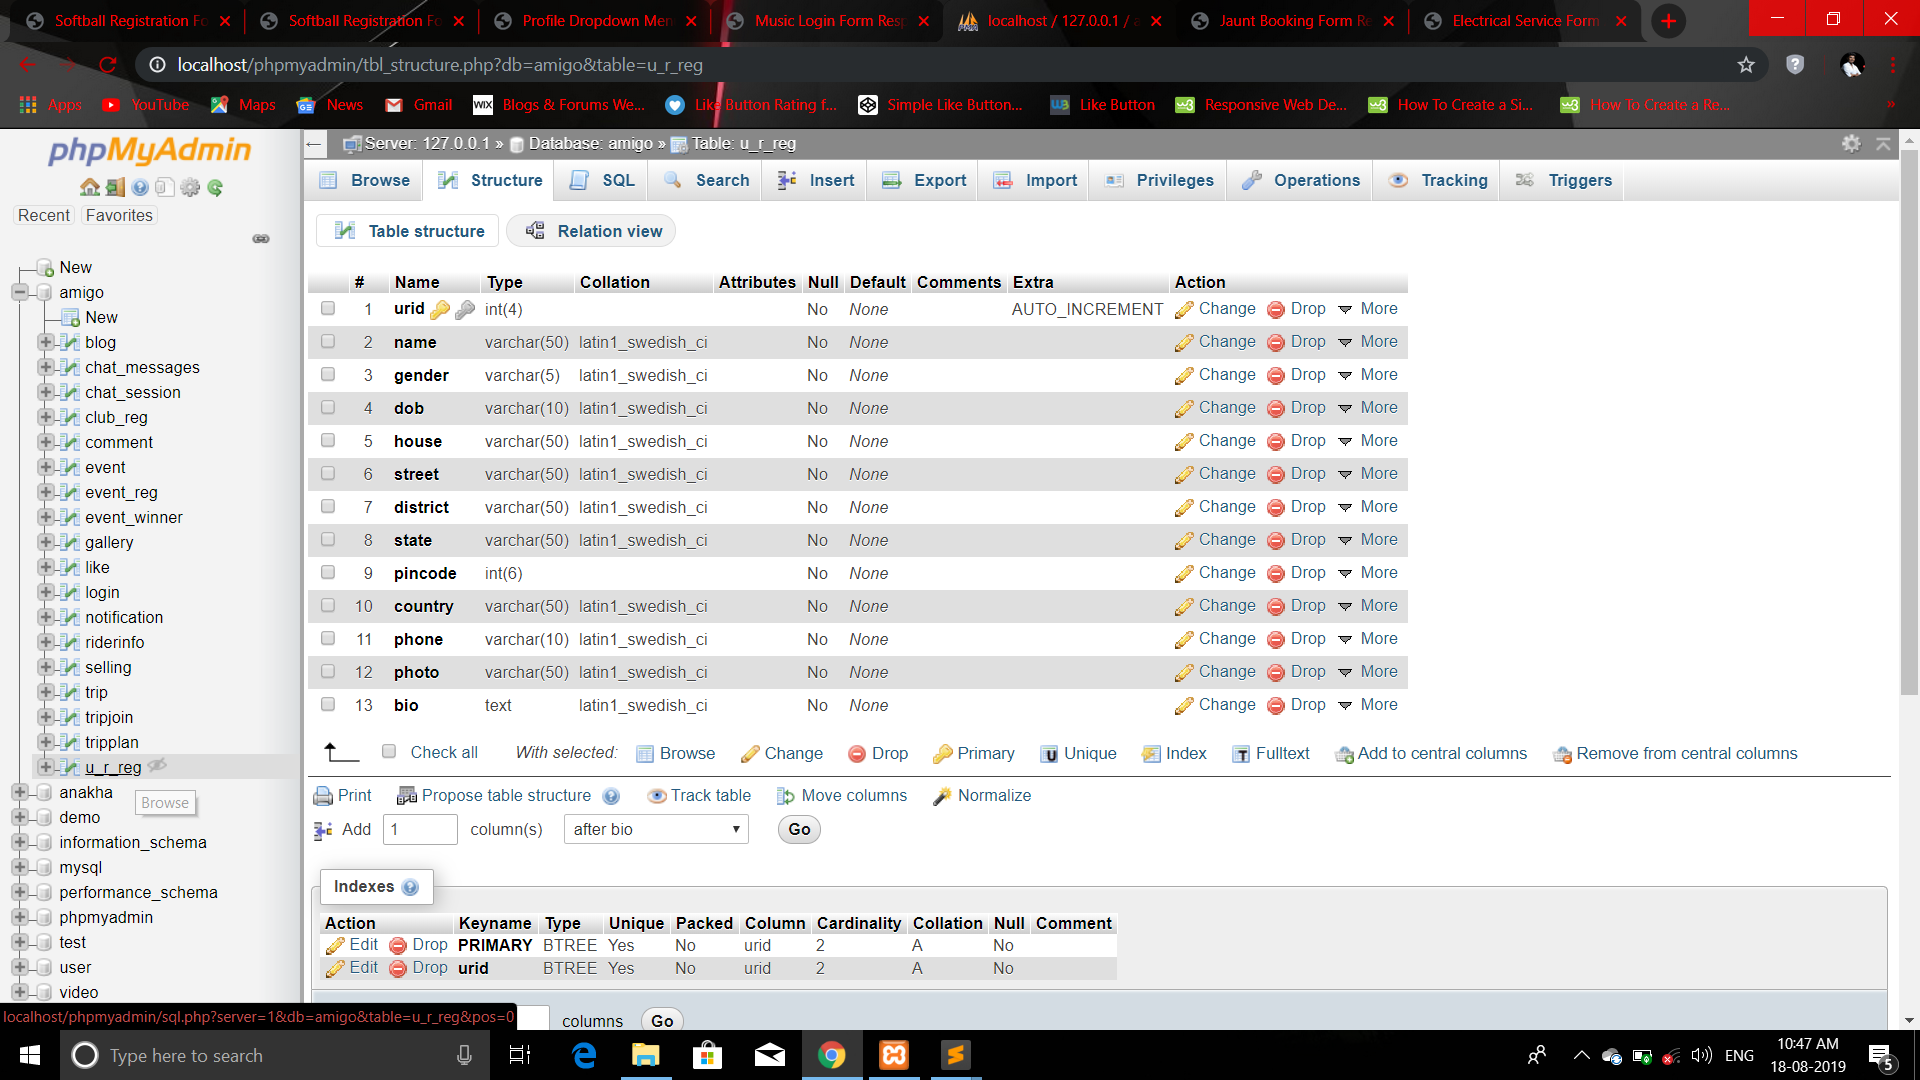 Softball Registration Fo
Softball Registration Fo
Profile Dropdown Men
Music Login Form Resp
localhost / 127.0.0.1 / a
Jaunt Booking Form Re
Electrical Service Form
localhost/phpmyadmin/tbl_structure.php?db=amigo&table=u_r_reg
Apps YouTube Maps News Gmail WIX Blogs & Forums We... Like Button Rating f... Simple Like Button... Like Button Responsive Web De... How To Create a Si... How To Create a Re... »
phpMyAdmin
Recent Favorites
New
amigo
New
blog
chat_messages
chat_session
club_reg
comment
event
event_reg
event_winner
gallery
like
login
notification
riderinfo
selling
trip
tripjoin
tripplan
u_r_reg
anakha
Browse
demo
information_schema
mysql
performance_schema
phpmyadmin
test
user
video
localhost/phpmyadmin/sql.php?server=1&db=amigo&table=u_r_reg&pos=0
Server: 127.0.0.1 » Database: amigo » Table: u_r_reg
Browse Structure SQL Search Insert Export Import Privileges Operations Tracking Triggers
Table structure Relation view
# Name Type Collation Attributes Null Default Comments Extra Action
1 urid int(4) No None AUTO_INCREMENT Change Drop More
2 name varchar(50) latin1_swedish_ci No None Change Drop More
3 gender varchar(5) latin1_swedish_ci No None Change Drop More
4 dob varchar(10) latin1_swedish_ci No None Change Drop More
5 house varchar(50) latin1_swedish_ci No None Change Drop More
6 street varchar(50) latin1_swedish_ci No None Change Drop More
7 district varchar(50) latin1_swedish_ci No None Change Drop More
8 state varchar(50) latin1_swedish_ci No None Change Drop More
9 pincode int(6) No None Change Drop More
10 country varchar(50) latin1_swedish_ci No None Change Drop More
11 phone varchar(10) latin1_swedish_ci No None Change Drop More
12 photo varchar(50) latin1_swedish_ci No None Change Drop More
13 bio text latin1_swedish_ci No None Change Drop More
Check all With selected: Browse Change Drop Primary Unique Index Fulltext Add to central columns Remove from central columns
Print Propose table structure Track table Move columns Normalize
Add 1 column(s) after bio Go
Indexes
Action Keyname Type Unique Packed Column Cardinality Collation Null Comment
Edit Drop PRIMARY BTREE Yes No urid 2 A No
Edit Drop urid BTREE Yes No urid 2 A No
columns Go
Type here to search
ENG
10:47 AM
18-08-2019
5